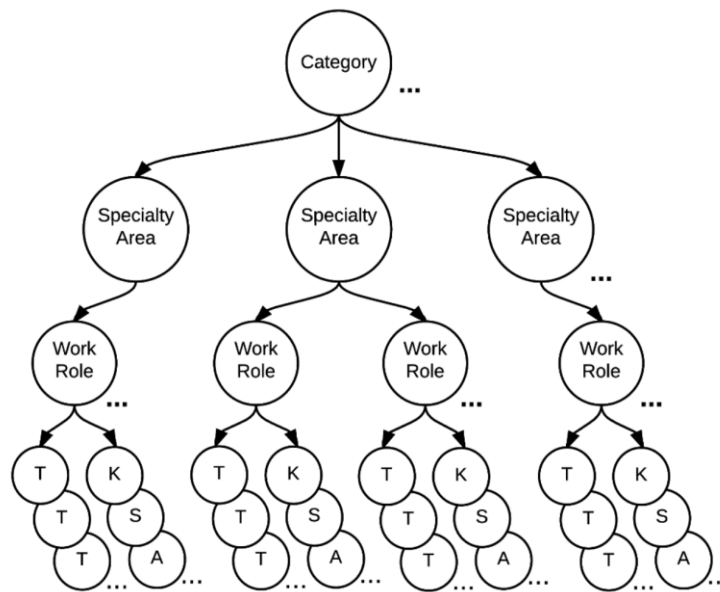 Category
...
Specialty
Area
Specialty
Area
Specialty
Area
...
Work
Role
...
Work
Role
Work
Role
...
Work
Role
...
T K T K T K T K
T S T S T S T S
T ... A ... T ... A ... T ... A ... T ... A ...